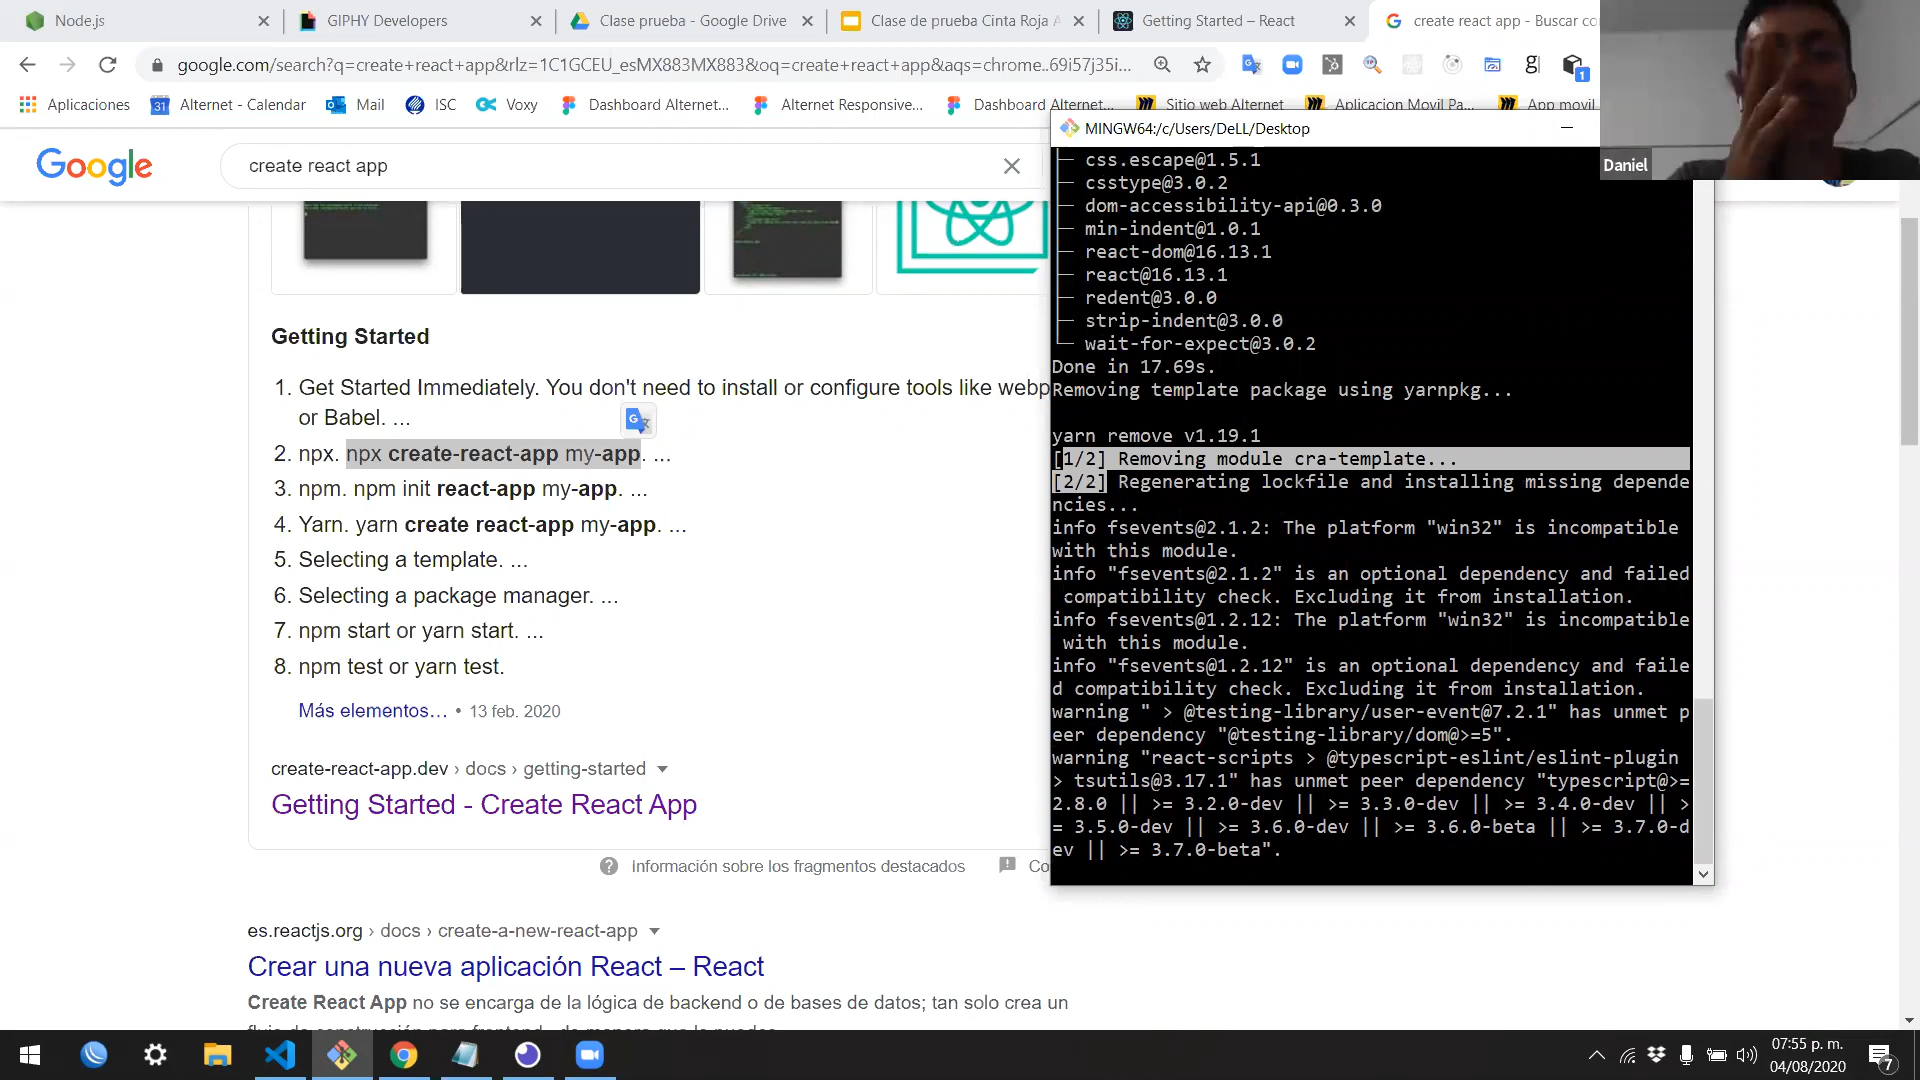 Node.js
GIPHY Developers
Clase prueba - Google Drive
Clase de prueba Cinta Roja A
Getting Started – React
create react app - Buscar co
google.com/search?q=create+react+app&rlz=1C1GCEU_esMX883MX883&oq=create+react+app&aqs=chrome..69i57j35i...
Aplicaciones
31
Alternet - Calendar
Mail
ISC
Voxy
Dashboard Alternet...
Alternet Responsive...
Dashboard Alternet...
Sitio web Alternet
Aplicacion Movil Pa...
App movil
Google
create react app
MINGW64:/c/Users/DeLL/Desktop
Daniel
Getting Started
1. Get Started Immediately. You don't need to install or configure tools like webp
or Babel. ...
2. npx. npx create-react-app my-app. ...
3. npm. npm init react-app my-app. ...
4. Yarn. yarn create react-app my-app. ...
5. Selecting a template. ...
6. Selecting a package manager. ...
7. npm start or yarn start. ...
8. npm test or yarn test.
Más elementos… • 13 feb. 2020
create-react-app.dev › docs › getting-started
Getting Started - Create React App
Información sobre los fragmentos destacados
Co
es.reactjs.org › docs › create-a-new-react-app
Crear una nueva aplicación React – React
Create React App no se encarga de la lógica de backend o de bases de datos; tan solo crea un
├─ css.escape@1.5.1
├─ csstype@3.0.2
├─ dom-accessibility-api@0.3.0
├─ min-indent@1.0.1
├─ react-dom@16.13.1
├─ react@16.13.1
├─ redent@3.0.0
├─ strip-indent@3.0.0
└─ wait-for-expect@3.0.2
Done in 17.69s.
Removing template package using yarnpkg...
yarn remove v1.19.1
[1/2] Removing module cra-template...
[2/2] Regenerating lockfile and installing missing depende
ncies...
info fsevents@2.1.2: The platform "win32" is incompatible
with this module.
info "fsevents@2.1.2" is an optional dependency and failed
compatibility check. Excluding it from installation.
info fsevents@1.2.12: The platform "win32" is incompatible
with this module.
info "fsevents@1.2.12" is an optional dependency and faile
d compatibility check. Excluding it from installation.
warning " > @testing-library/user-event@7.2.1" has unmet p
eer dependency "@testing-library/dom@>=5".
warning "react-scripts > @typescript-eslint/eslint-plugin
> tsutils@3.17.1" has unmet peer dependency "typescript@>=
2.8.0 || >= 3.2.0-dev || >= 3.3.0-dev || >= 3.4.0-dev || >
= 3.5.0-dev || >= 3.6.0-dev || >= 3.6.0-beta || >= 3.7.0-d
ev || >= 3.7.0-beta".
07:55 p. m.
04/08/2020
7